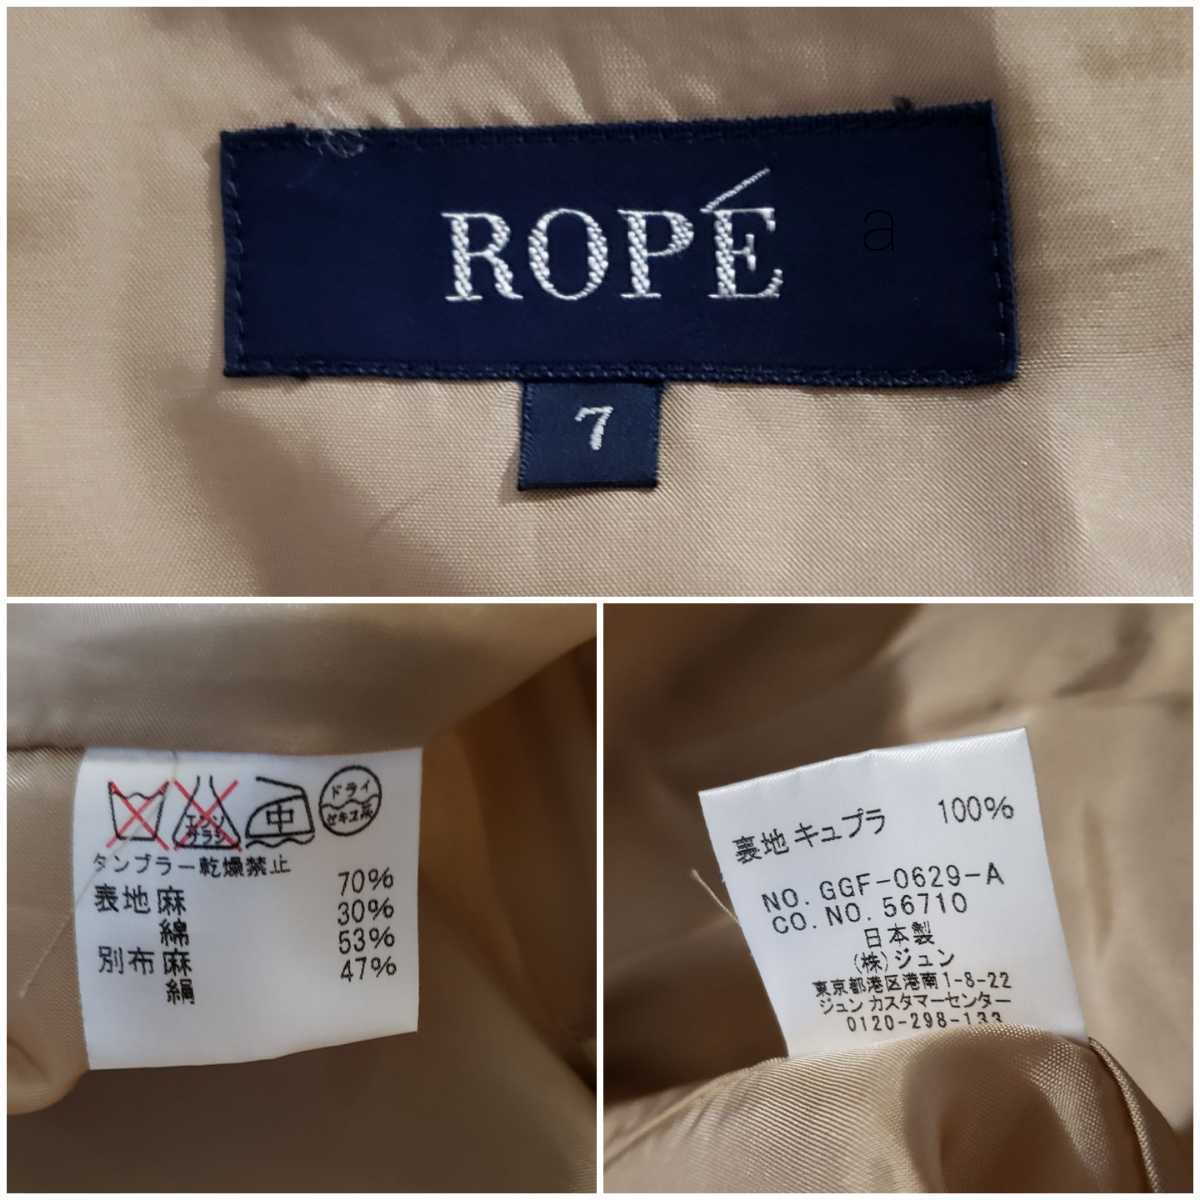 ROPÉ
a
7
エンソ
サラシ
中
ドライ
セキユ系
タンブラー乾燥禁止
表地 麻 70%
綿 30%
別布 麻 53%
絹 47%
裏地 キュプラ 100%
NO. GGF-0629-A
CO. NO. 56710
日本製
(株)ジュン
東京都港区港南1-8-22
ジュン カスタマーセンター
0120-298-133